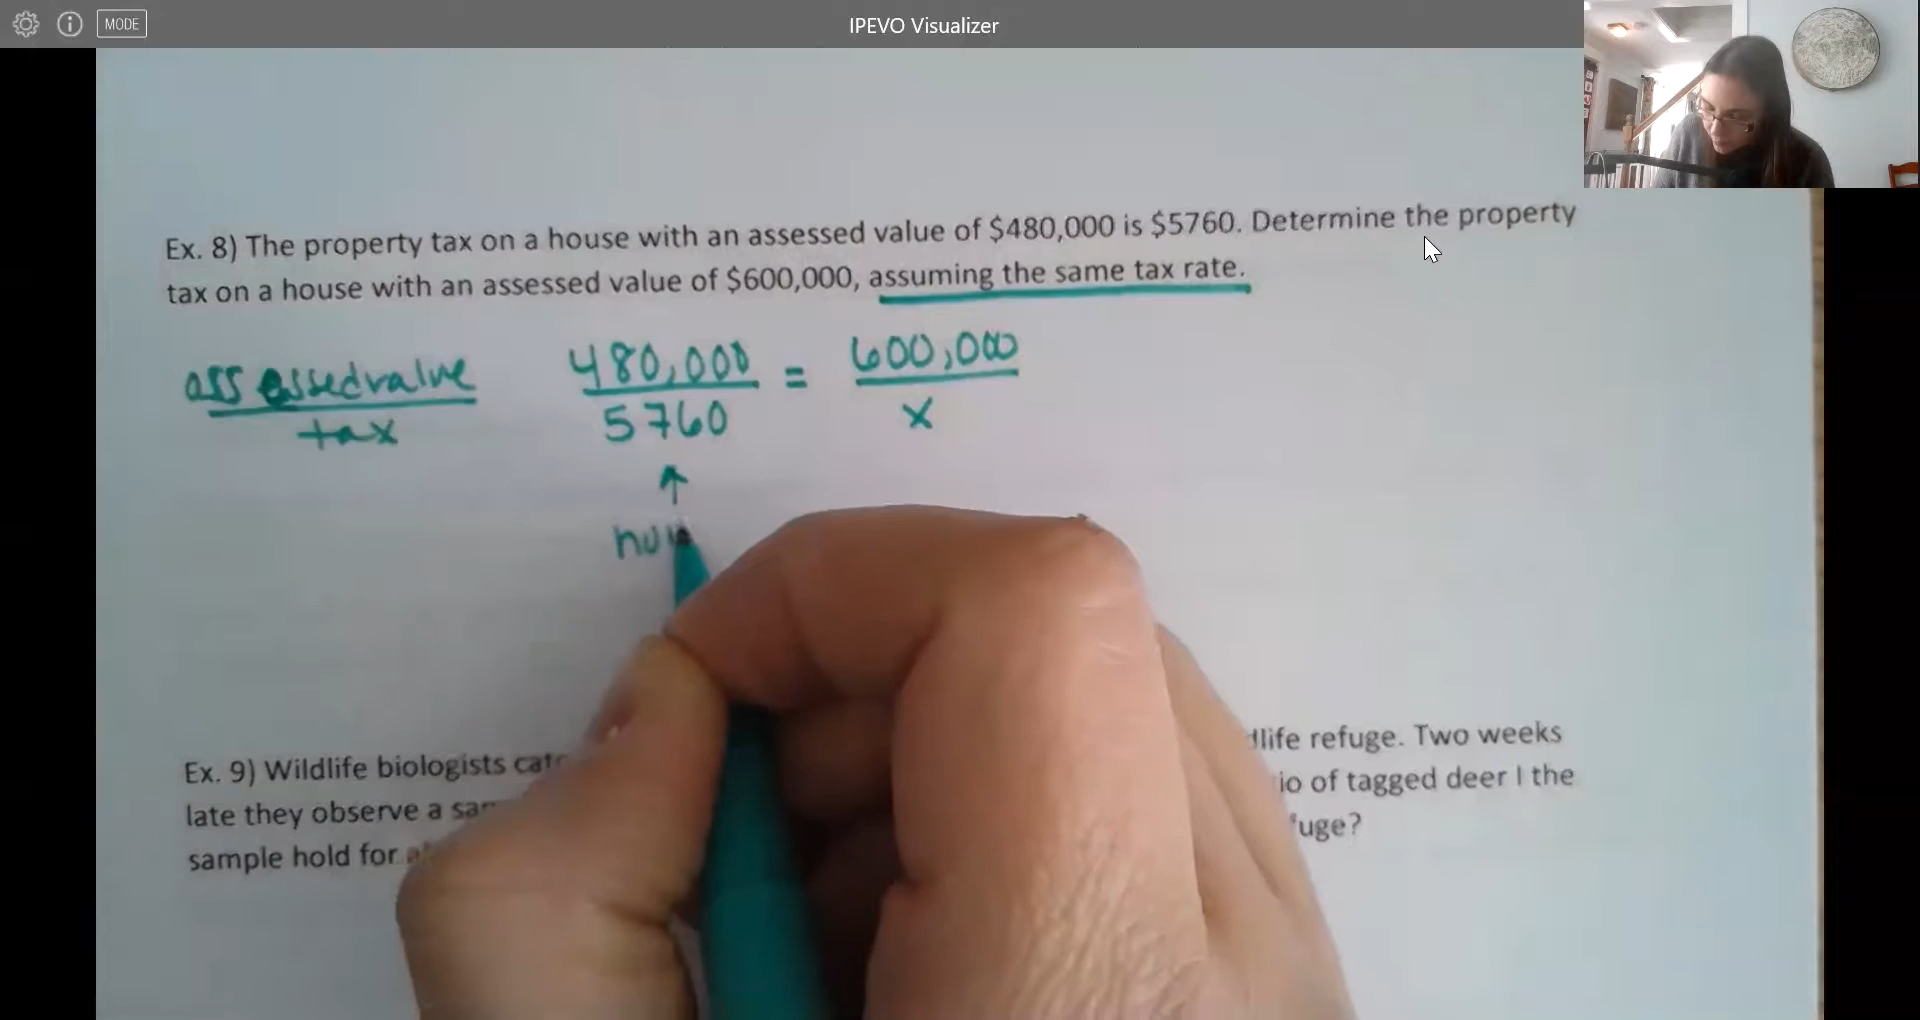 MODE
IPEVO Visualizer
Ex. 8) The property tax on a house with an assessed value of $480,000 is $5760. Determine the property
tax on a house with an assessed value of $600,000, assuming the same tax rate.
assessed value 480,000 = 600,000
tax 5760 x
Ex. 9) Wildlife biologists life refuge. Two weeks
late they observe a of tagged deer I the
sample hold for